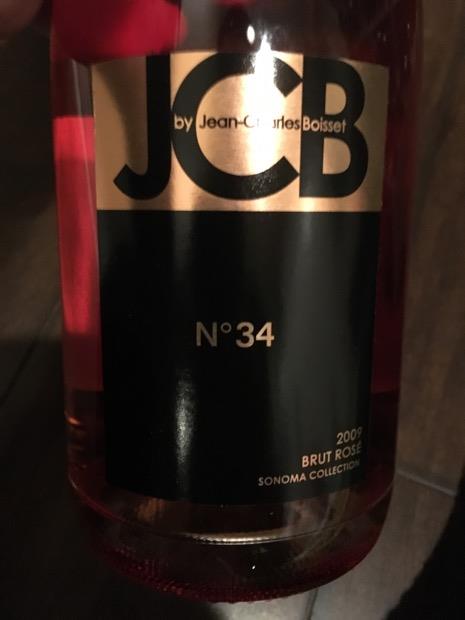 JCB
by Jean-Charles Boisset
N°34
2009
BRUT ROSÉ
SONOMA COLLECTION